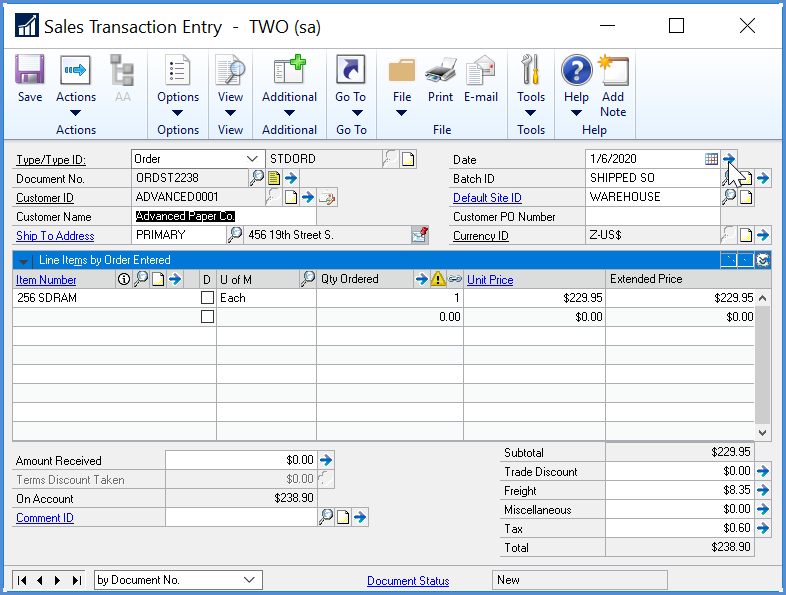 Sales Transaction Entry - TWO (sa)
Save Actions AA Options View Additional Go To File Print E-mail Tools Help Add Note
Actions Options View Additional Go To File Tools Help
Type/Type ID: Order STDORD Date 1/6/2020
Document No. ORDST2238 Batch ID SHIPPED SO
Customer ID ADVANCED0001 Default Site ID WAREHOUSE
Customer Name Advanced Paper Co. Customer PO Number
Ship To Address PRIMARY 456 19th Street S. Currency ID Z-US$
Line Items by Order Entered
Item Number D U of M Qty Ordered Unit Price Extended Price
256 SDRAM Each 1 $229.95 $229.95
0.00 $0.00 $0.00
Subtotal $229.95
Amount Received $0.00 Trade Discount $0.00
Terms Discount Taken $0.00 Freight $8.35
On Account $238.90 Miscellaneous $0.00
Comment ID Tax $0.60
Total $238.90
by Document No. Document Status New